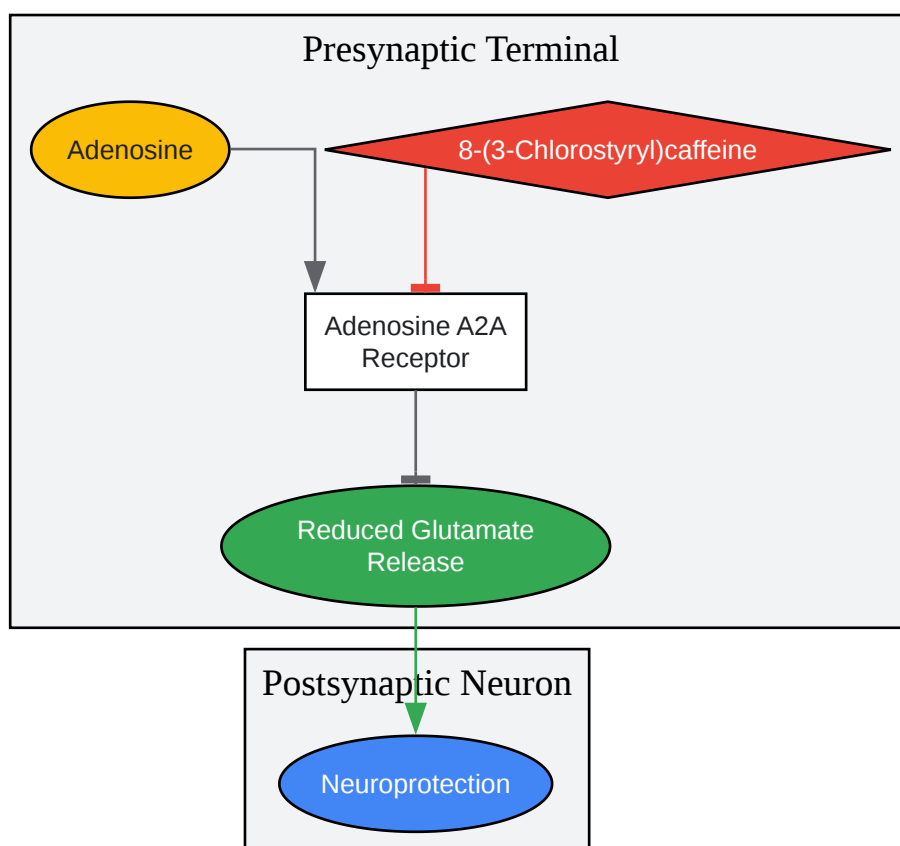 Presynaptic Terminal
Adenosine
8-(3-Chlorostyryl)caffeine
Adenosine A2A
Receptor
Reduced Glutamate
Release
Postsynaptic Neuron
Neuroprotection